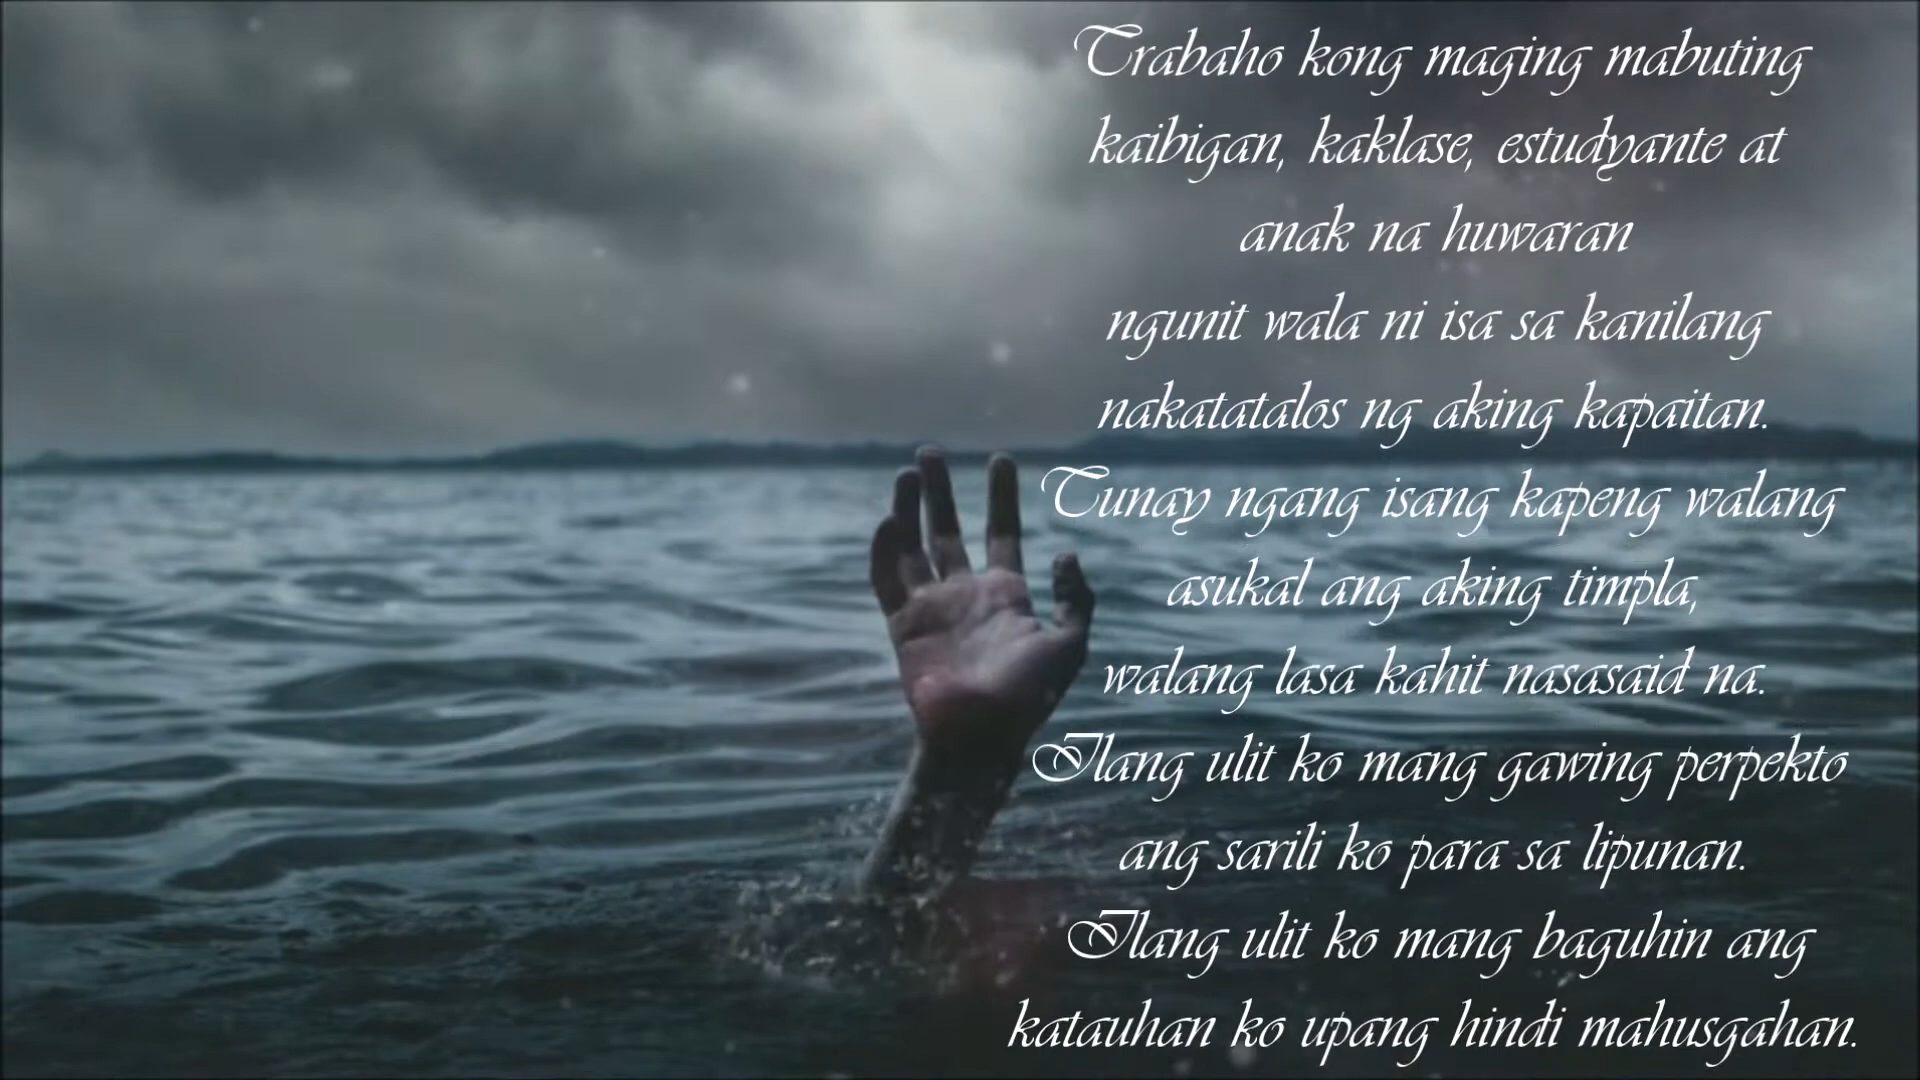 Trabaho kong maging mabuting
kaibigan, kaklase, estudyante at
anak na huwaran
ngunit wala ni isa sa kanilang
nakatatalos ng aking kapaitan.
Tunay ngang isang kapeng walang
asukal ang aking timpla,
walang lasa kahit nasasaid na.
Ilang ulit ko mang gawing perpekto
ang sarili ko para sa lipunan.
Ilang ulit ko mang baguhin ang
katauhan ko upang hindi mahusgahan.